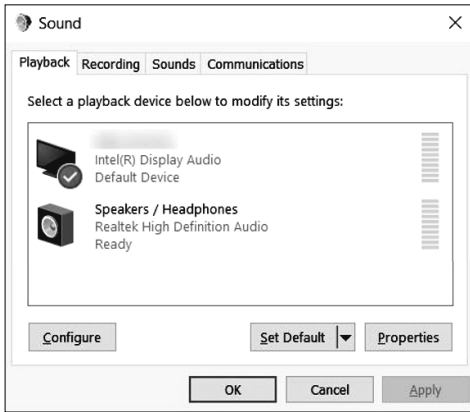 Sound
Playback Recording Sounds Communications
Select a playback device below to modify its settings:
Intel(R) Display Audio
Default Device
Speakers / Headphones
Realtek High Definition Audio
Ready
Configure Set Default Properties
OK Cancel Apply